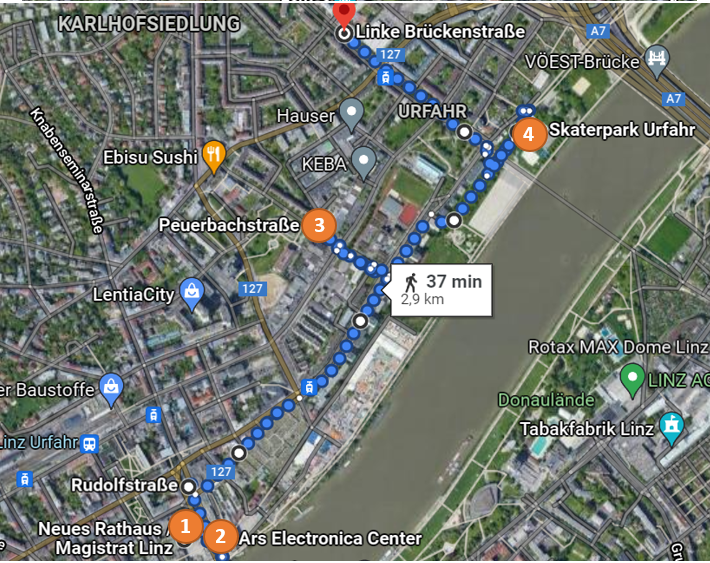 KARLHOFSIEDLUNG
Linke Brückenstraße
A7
127
VÖEST-Brücke
A7
Hauser
URFAHR
Knabenseminarstraße
4
Skaterpark Urfahr
Ebisu Sushi
KEBA
Peuerbachstraße
3
37 min
2,9 km
LentiaCity
127
Rotax MAX Dome Linz
er Baustoffe
LINZ AG
Donaulände
Tabakfabrik Linz
Linz Urfahr
127
Rudolfstraße
Neues Rathaus /
Magistrat Linz
1
2
Ars Electronica Center